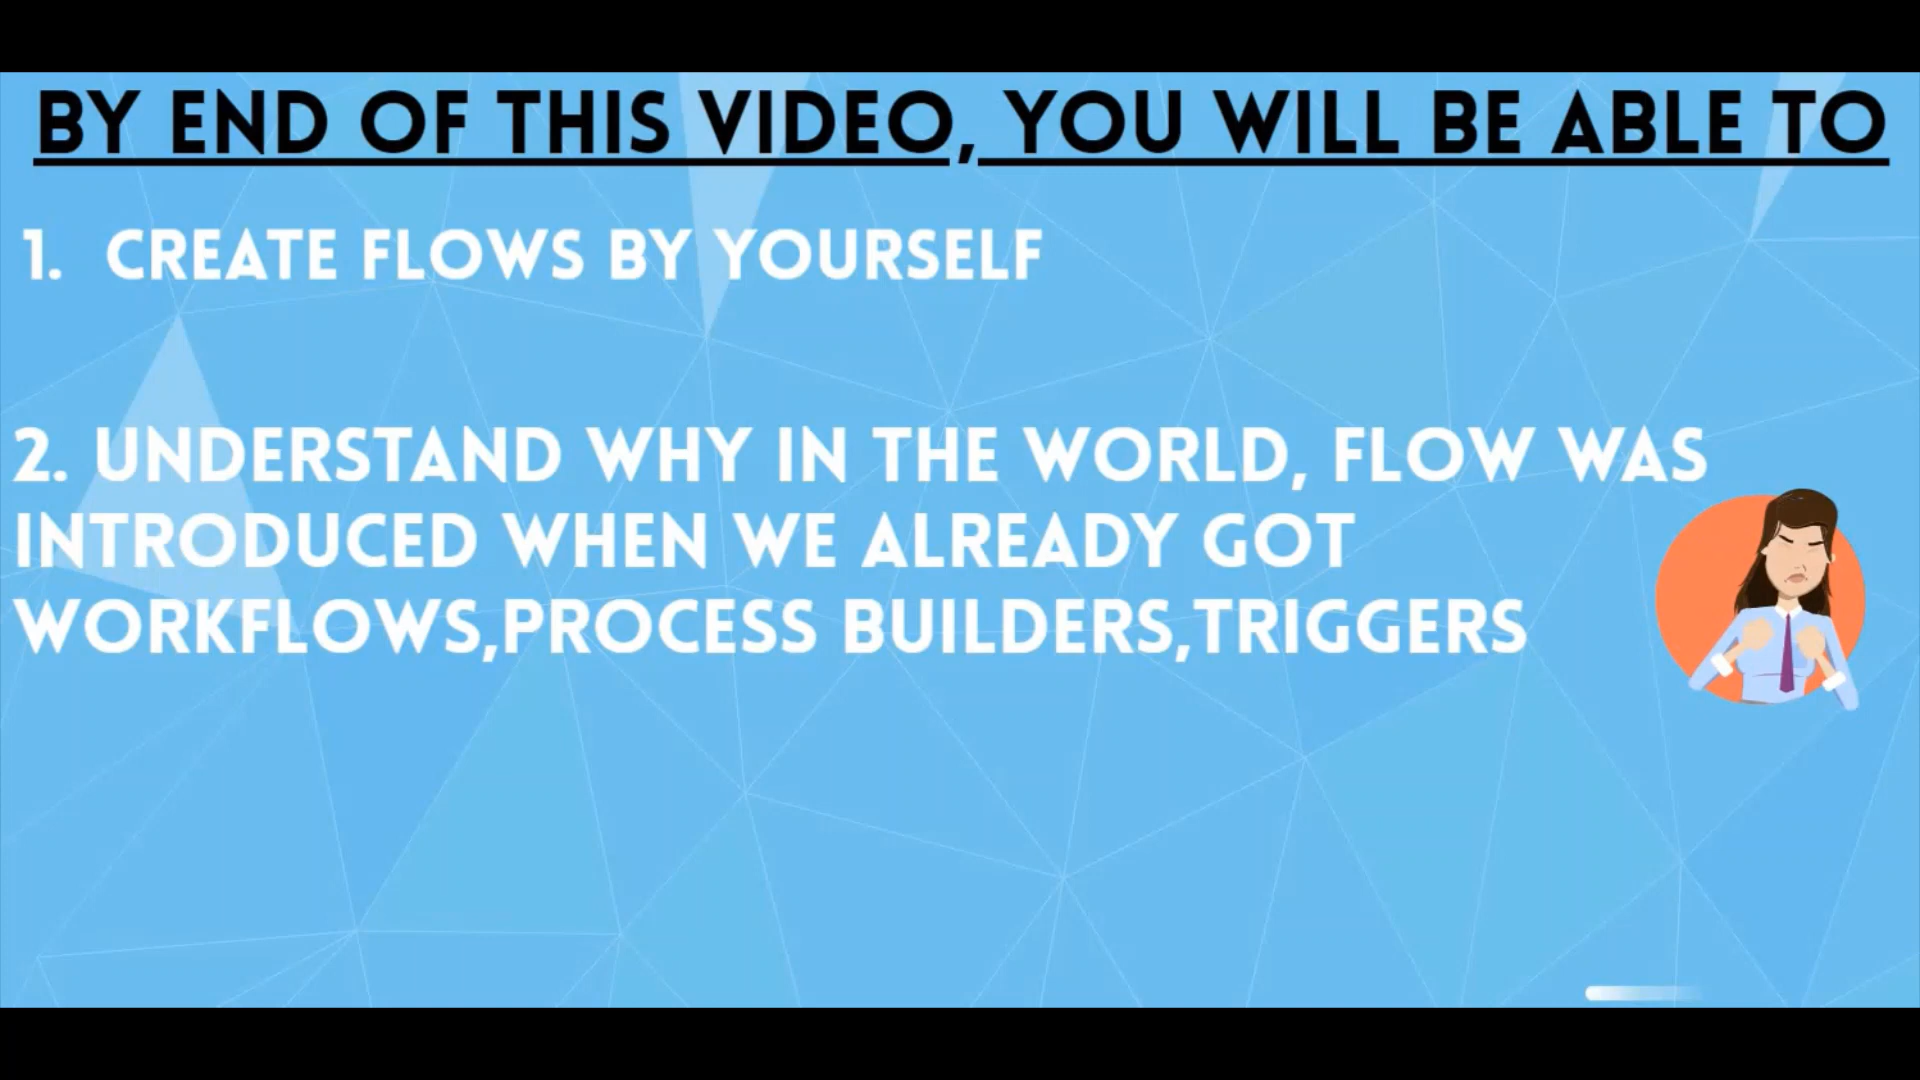 BY END OF THIS VIDEO, YOU WILL BE ABLE TO
1. CREATE FLOWS BY YOURSELF
2. UNDERSTAND WHY IN THE WORLD, FLOW WAS
INTRODUCED WHEN WE ALREADY GOT
WORKFLOWS,PROCESS BUILDERS,TRIGGERS